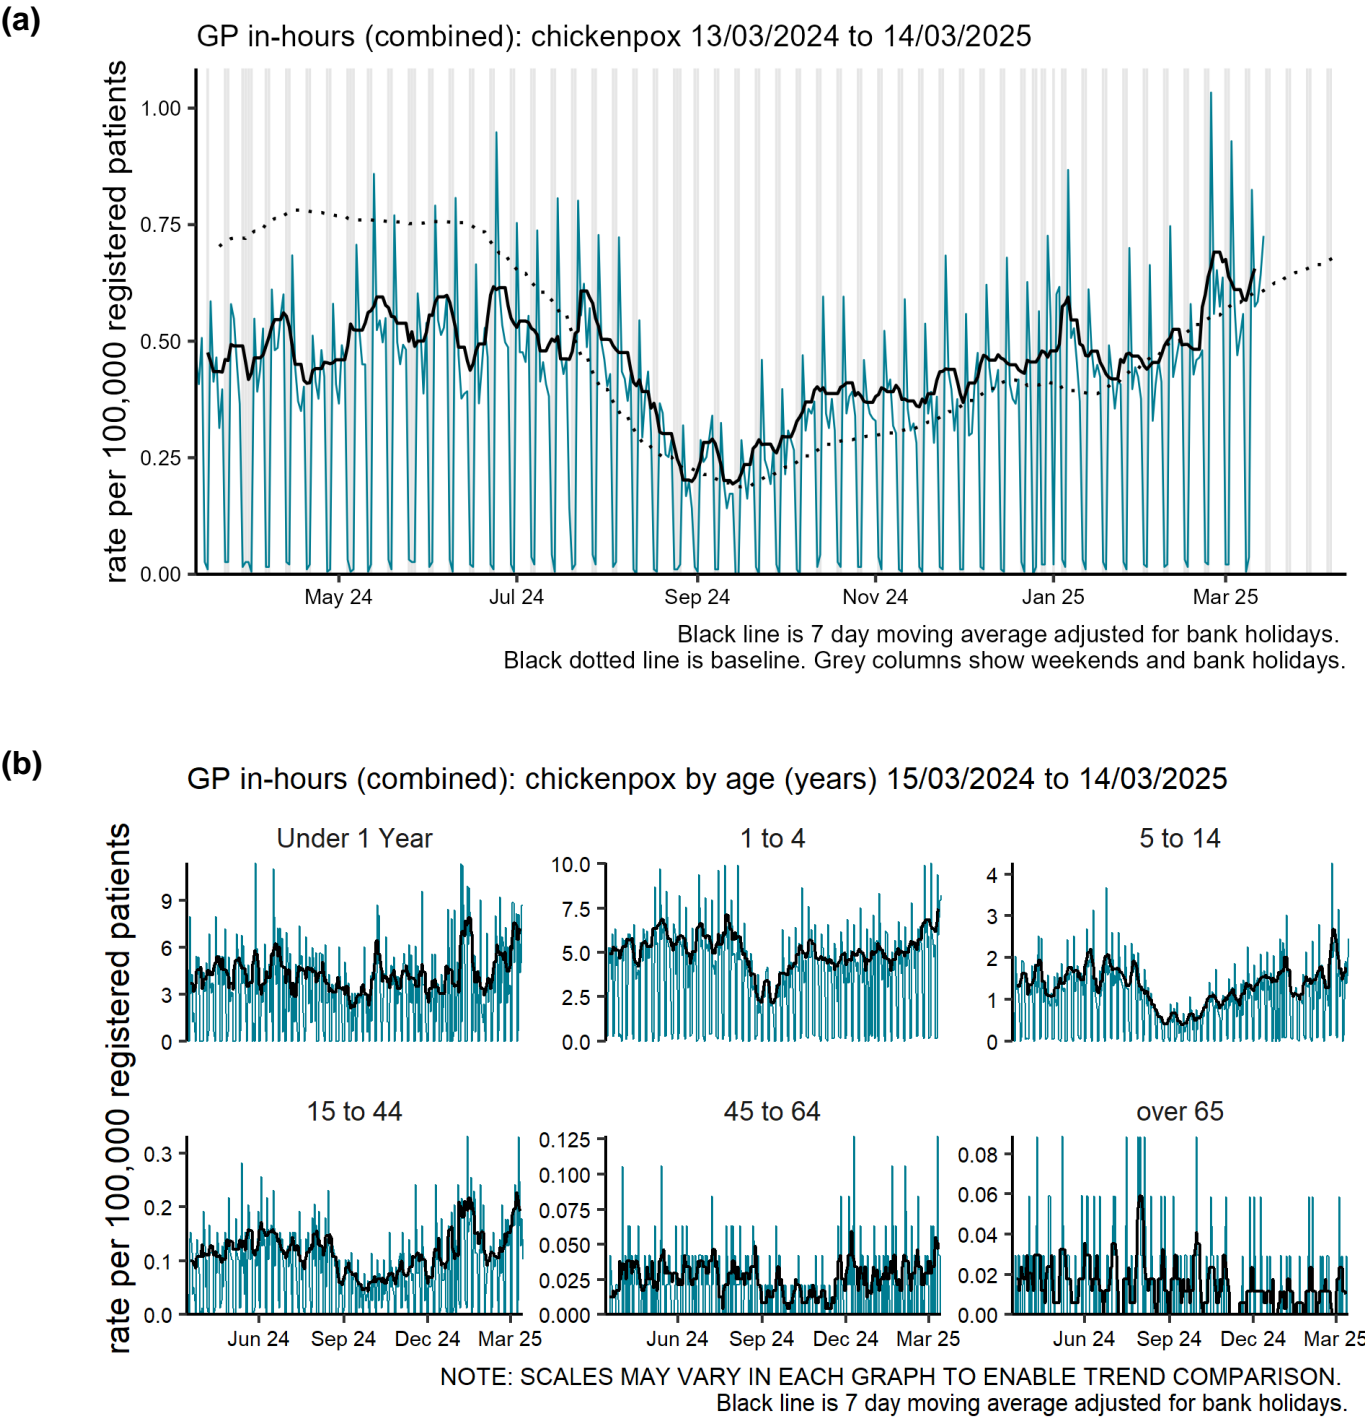 (a)
GP in-hours (combined): chickenpox 13/03/2024 to 14/03/2025
rate per 100,000 registered patients
1.00
0.75
0.50
0.25
0.00
May 24
Jul 24
Sep 24
Nov 24
Jan 25
Mar 25
Black line is 7 day moving average adjusted for bank holidays.
Black dotted line is baseline. Grey columns show weekends and bank holidays.
(b)
GP in-hours (combined): chickenpox by age (years) 15/03/2024 to 14/03/2025
rate per 100,000 registered patients
Under 1 Year
9
6
3
0
1 to 4
10.0
7.5
5.0
2.5
0.0
5 to 14
4
3
2
1
0
15 to 44
0.3
0.2
0.1
0.0
Jun 24
Sep 24
Dec 24
Mar 25
45 to 64
0.125
0.100
0.075
0.050
0.025
0.000
Jun 24
Sep 24
Dec 24
Mar 25
over 65
0.08
0.06
0.04
0.02
0.00
Jun 24
Sep 24
Dec 24
Mar 25
NOTE: SCALES MAY VARY IN EACH GRAPH TO ENABLE TREND COMPARISON.
Black line is 7 day moving average adjusted for bank holidays.